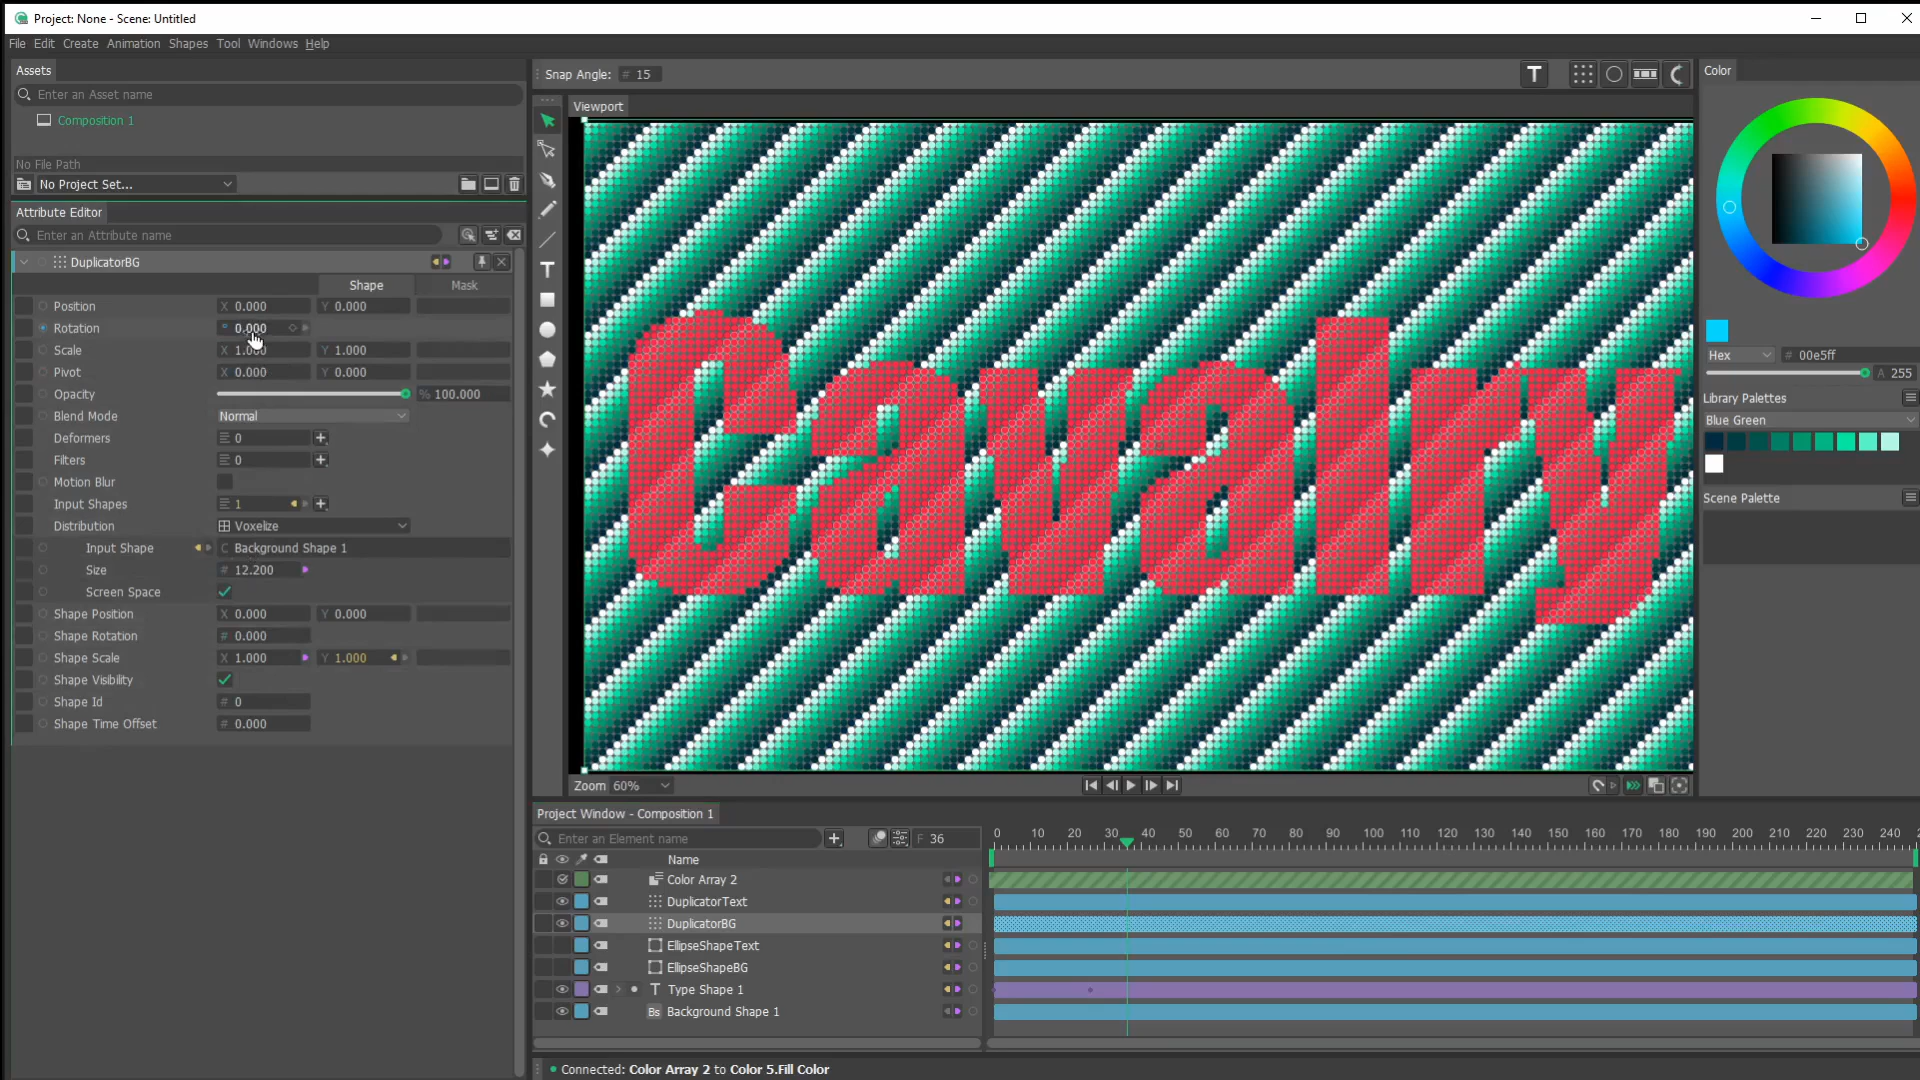 Project: None - Scene: Untitled
File Edit Create Animation Shapes Tool Windows Help
Assets
Enter an Asset name
Composition 1
No File Path
No Project Set...
Attribute Editor
Enter an Attribute name
DuplicatorBG
Shape Mask
Position X 0.000 Y 0.000
Rotation ° 0.000
Scale X 1.000 Y 1.000
Pivot X 0.000 Y 0.000
Opacity % 100.000
Blend Mode Normal
Deformers 0
Filters 0
Motion Blur
Input Shapes 1
Distribution Voxelize
Input Shape C Background Shape 1
Size # 12.200
Screen Space
Shape Position X 0.000 Y 0.000
Shape Rotation # 0.000
Shape Scale X 1.000 Y 1.000
Shape Visibility
Shape Id # 0
Shape Time Offset # 0.000
Snap Angle: # 15
Viewport
Cavalry
Zoom 60%
Color
Hex # 00e5ff
A 255
Library Palettes
Blue Green
Scene Palette
Project Window - Composition 1
Enter an Element name F 36
0 10 20 30 40 50 60 70 80 90 100 110 120 130 140 150 160 170 180 190 200 210 220 230 240
Name
Color Array 2
DuplicatorText
DuplicatorBG
EllipseShapeText
EllipseShapeBG
T Type Shape 1
Bs Background Shape 1
Connected: Color Array 2 to Color 5.Fill Color